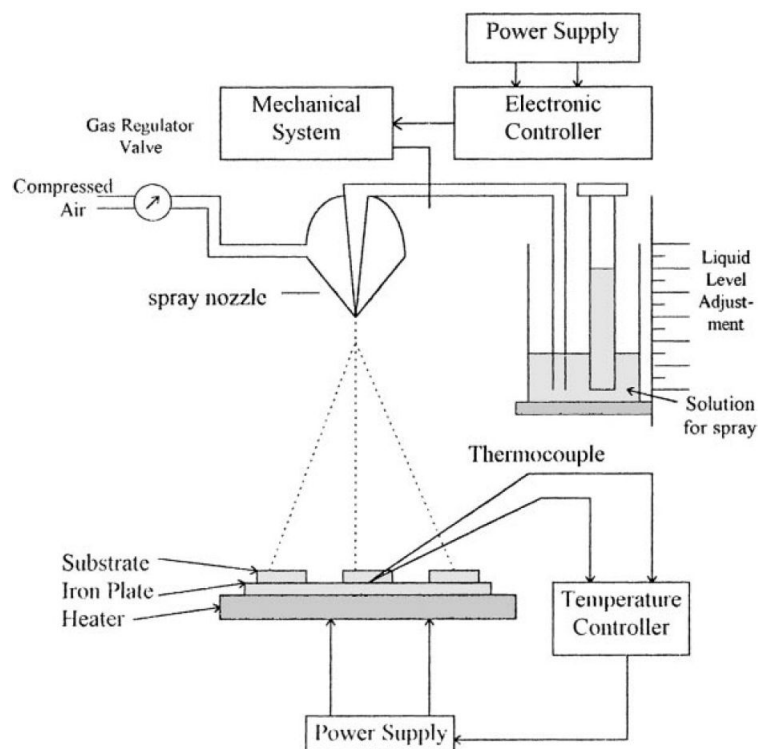 Power Supply
Mechanical
System
Electronic
Controller
Gas Regulator
Valve
Compressed
Air
spray nozzle
Liquid
Level
Adjust-
ment
Solution
for spray
Thermocouple
Substrate
Iron Plate
Heater
Temperature
Controller
Power Supply